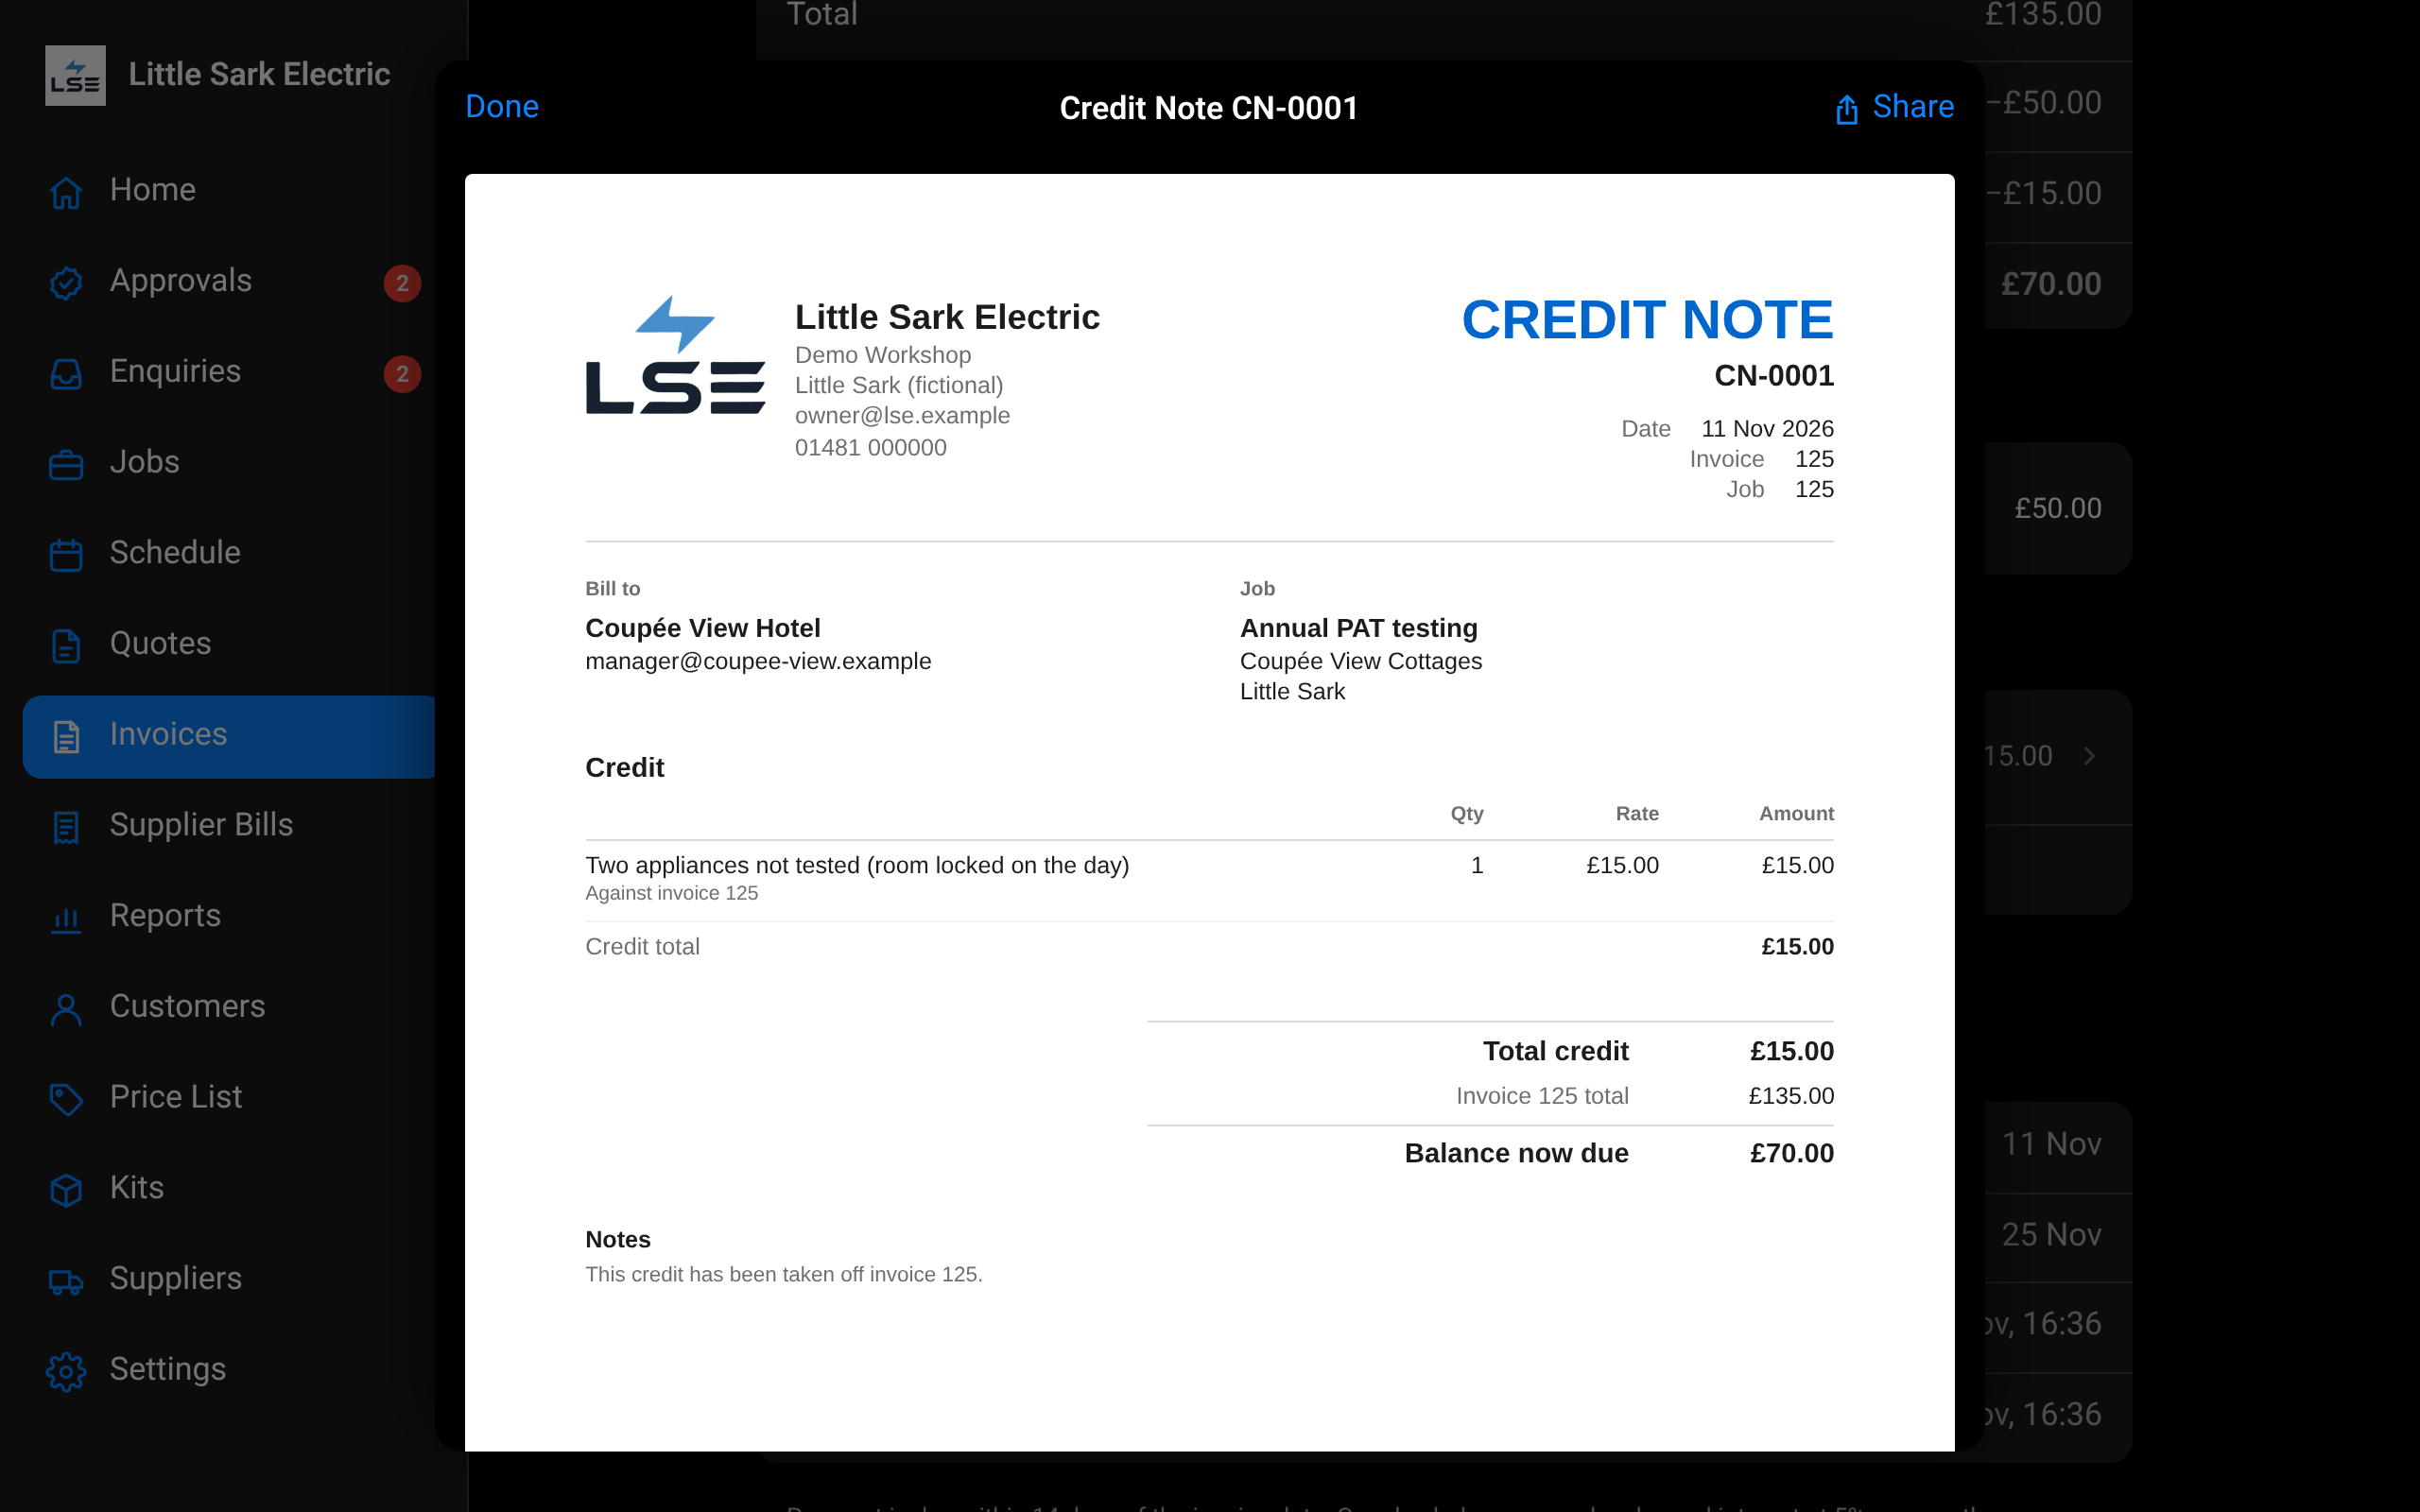 LSE
Little Sark Electric
Home
Approvals 2
Enquiries 2
Jobs
Schedule
Quotes
Invoices
Supplier Bills
Reports
Customers
Price List
Kits
Suppliers
Settings
Total £135.00
−£50.00
−£15.00
£70.00
£50.00
15.00
11 Nov
25 Nov
16:36
16:36
Done
Credit Note CN-0001
Share
LSE
Little Sark Electric
Demo Workshop
Little Sark (fictional)
owner@lse.example
01481 000000
CREDIT NOTE
CN-0001
Date 11 Nov 2026
Invoice 125
Job 125
Bill to
Coupée View Hotel
manager@coupee-view.example
Job
Annual PAT testing
Coupée View Cottages
Little Sark
Credit
Qty Rate Amount
Two appliances not tested (room locked on the day) 1 £15.00 £15.00
Against invoice 125
Credit total £15.00
Total credit £15.00
Invoice 125 total £135.00
Balance now due £70.00
Notes
This credit has been taken off invoice 125.